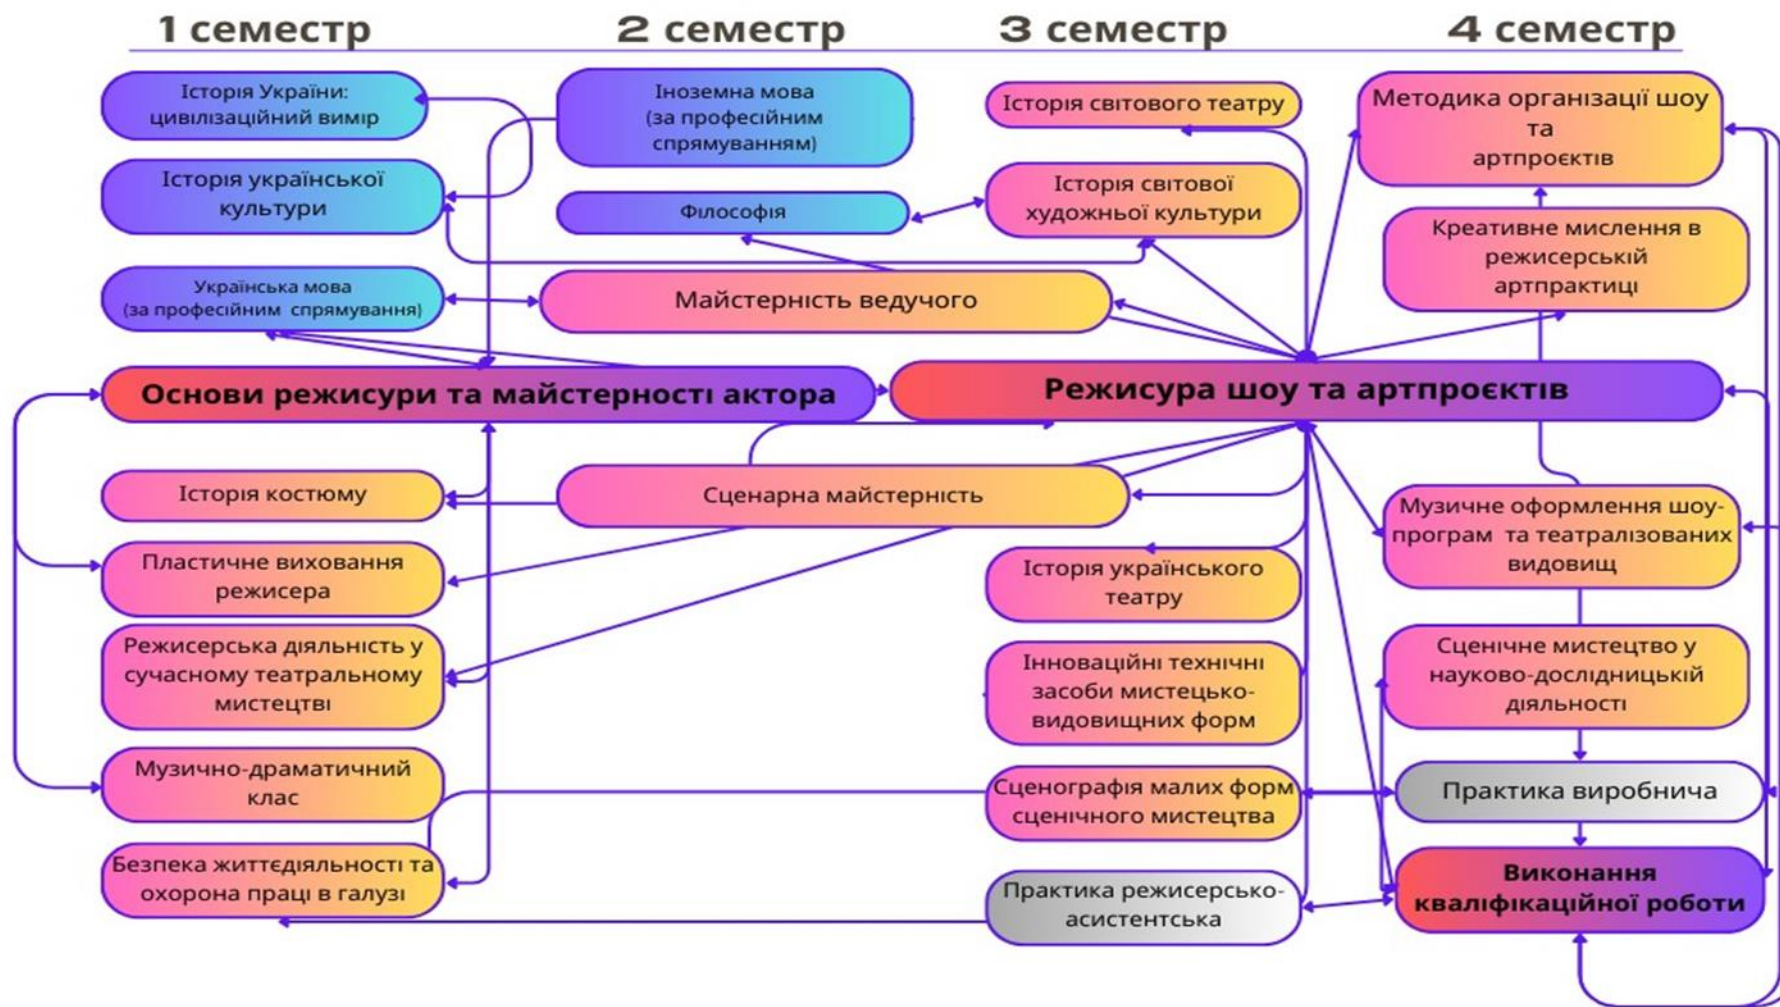 1 семестр
2 семестр
3 семестр
4 семестр
Історія України:
цивілізаційний вимір
Історія української
культури
Українська мова
(за професійним спрямування)
Іноземна мова
(за професійним
спрямуванням)
Філософія
Майстерність ведучого
Історія світового театру
Історія світової
художньої культури
Методика організації шоу
та
артпроєктів
Креативне мислення в
режисерській
артпрактиці
Основи режисури та майстерності актора
Режисура шоу та артпроєктів
Історія костюму
Пластичне виховання
режисера
Режисерська діяльність у
сучасному театральному
мистецтві
Музично-драматичний
клас
Безпека життєдіяльності та
охорона праці в галузі
Сценарна майстерність
Історія українського
театру
Інноваційні технічні
засоби мистецько-
видовищних форм
Сценографія малих форм
сценічного мистецтва
Практика режисерсько-
асистентська
Музичне оформлення шоу-
програм та театралізованих
видовищ
Сценічне мистецтво у
науково-дослідницькій
діяльності
Практика виробнича
Виконання
кваліфікаційної роботи